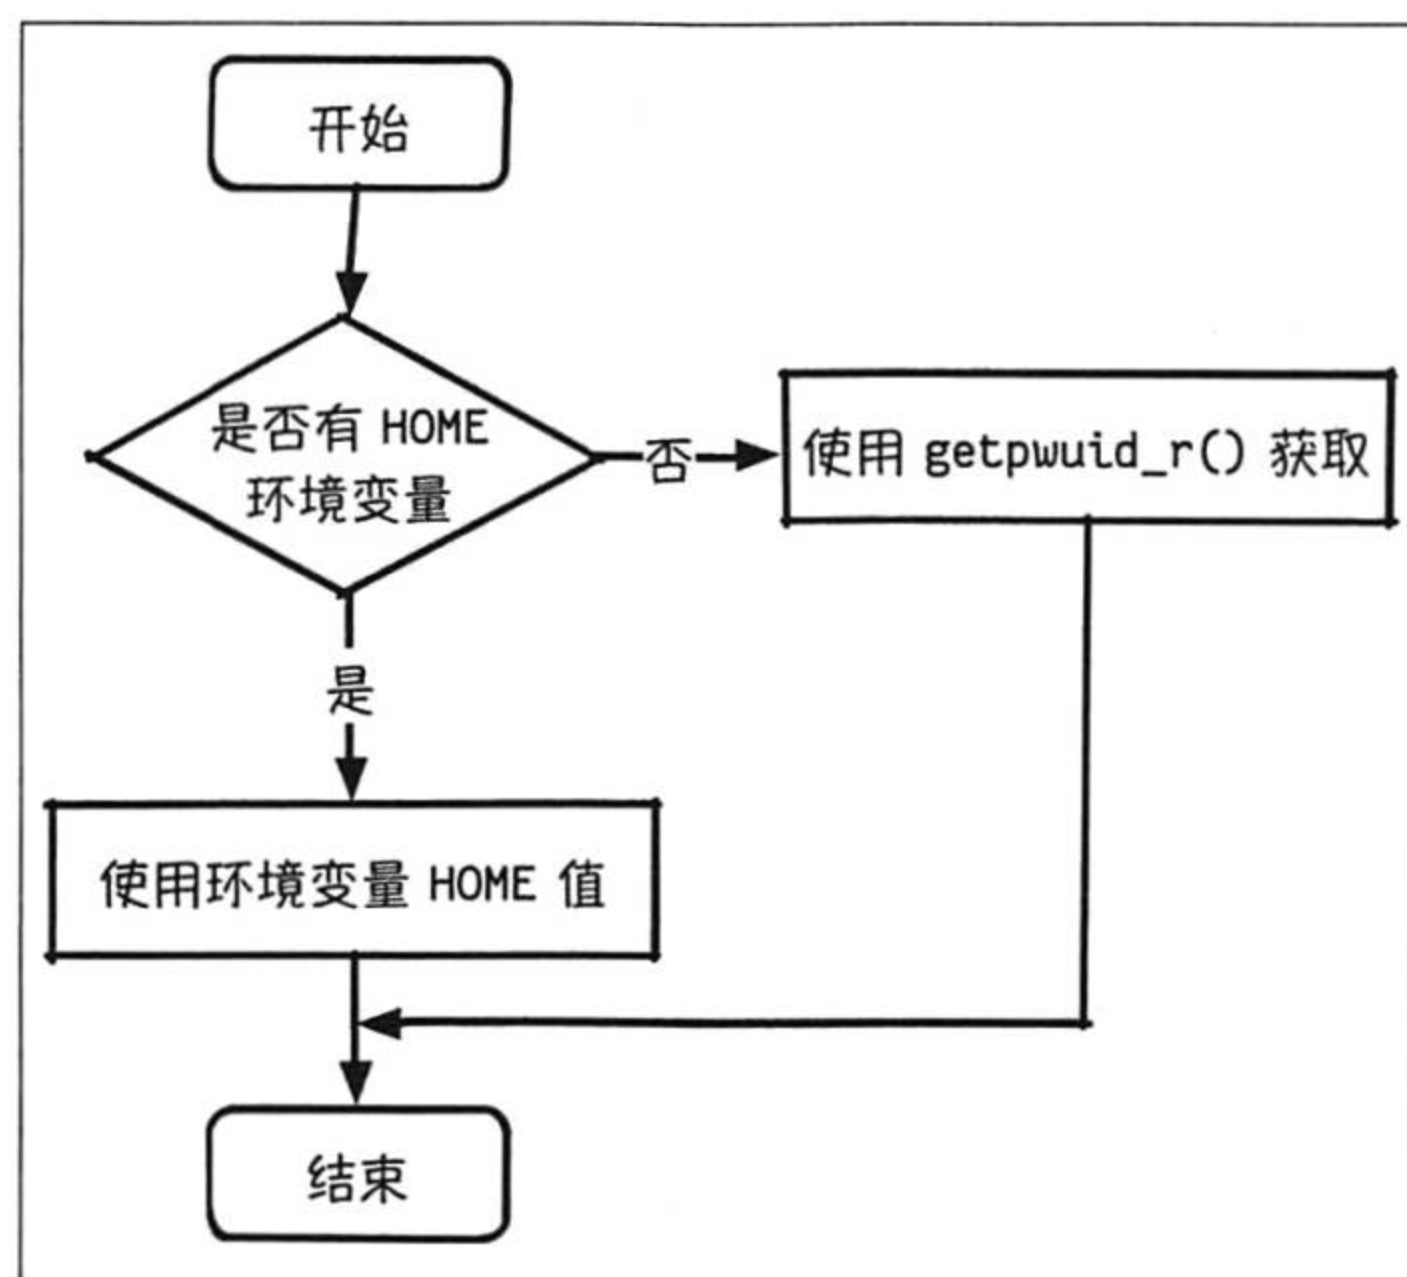 开始
是否有 HOME
环境变量
否
使用 getpwuid_r() 获取
是
使用环境变量 HOME 值
结束